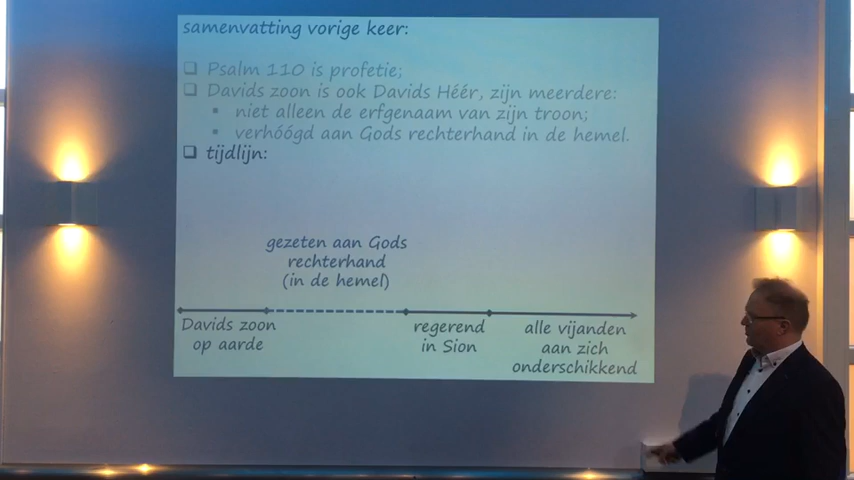 samenvatting vorige keer:
❑ Psalm 110 is profetie;
❑ Davids zoon is ook Davids Héér, zijn meerdere:
▪ niet alleen de erfgenaam van zijn troon;
▪ verhóógd aan Gods rechterhand in de hemel.
❑ tijdlijn:
gezeten aan Gods
rechterhand
(in de hemel)
Davids zoon
op aarde
regerend
in Sion
alle vijanden
aan zich
onderschikkend